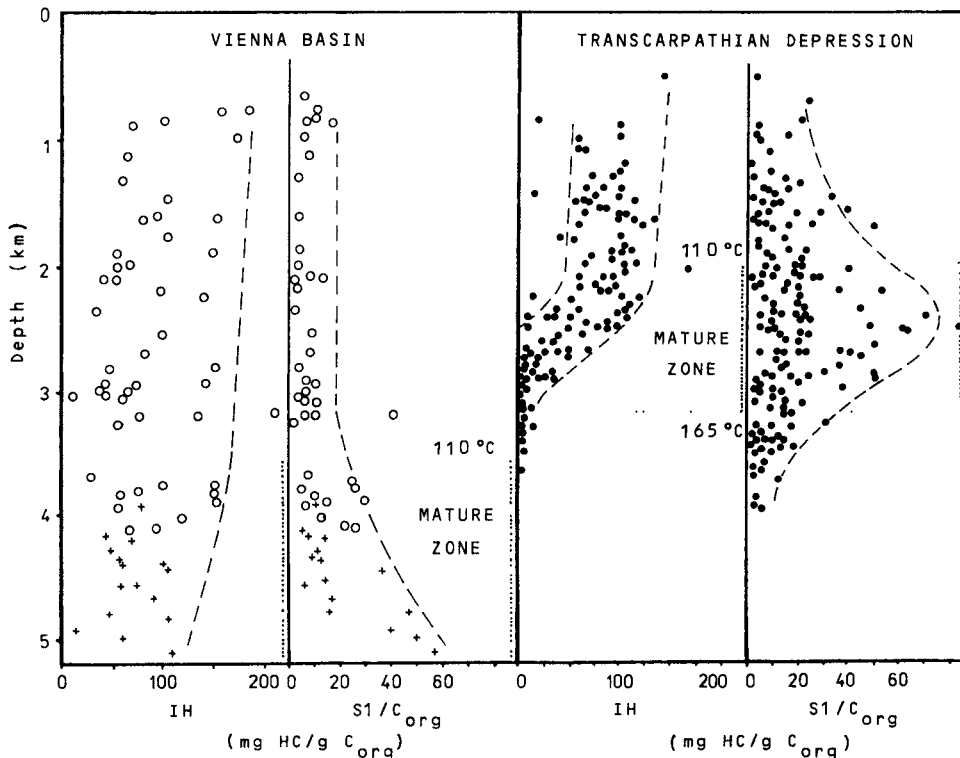 VIENNA BASIN
TRANSCARPATHIAN DEPRESSION
0
1
2
3
4
5
Depth (km)
110 °C
MATURE
ZONE
110 °C
MATURE
ZONE
165 °C
0 100 200 0 20 40 60 0 100 200 0 20 40 60
IH S1/Corg IH S1/Corg
(mg HC/g Corg) (mg HC/g Corg)